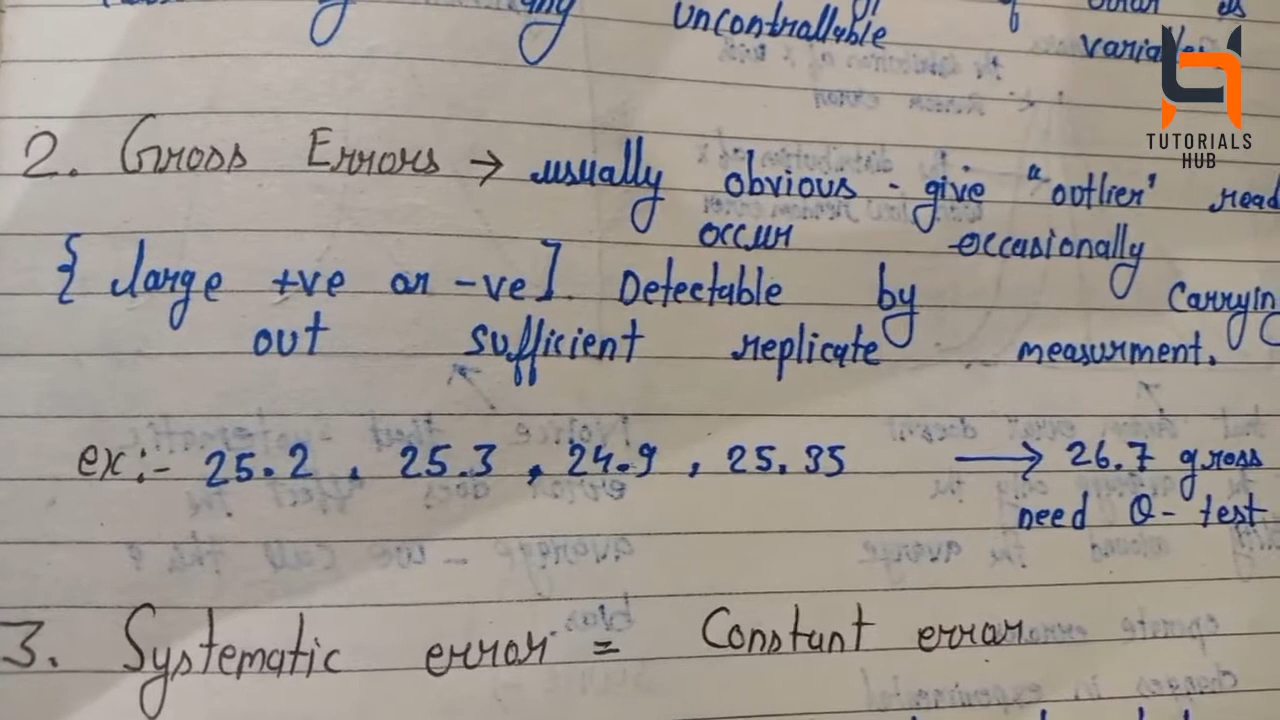 uncontrallable
TUTORIALS
HUB
2. Gross Errors → usually obvious - give "outlier' read
occur occasionally
{ large +ve or -ve]. Detectable by Carrying
out sufficient replicate measurment.
ex:- 25.2 , 25.3 , 24.9 , 25.35 → 26.7 gross
need Q- test
3. Systematic error = Constant error